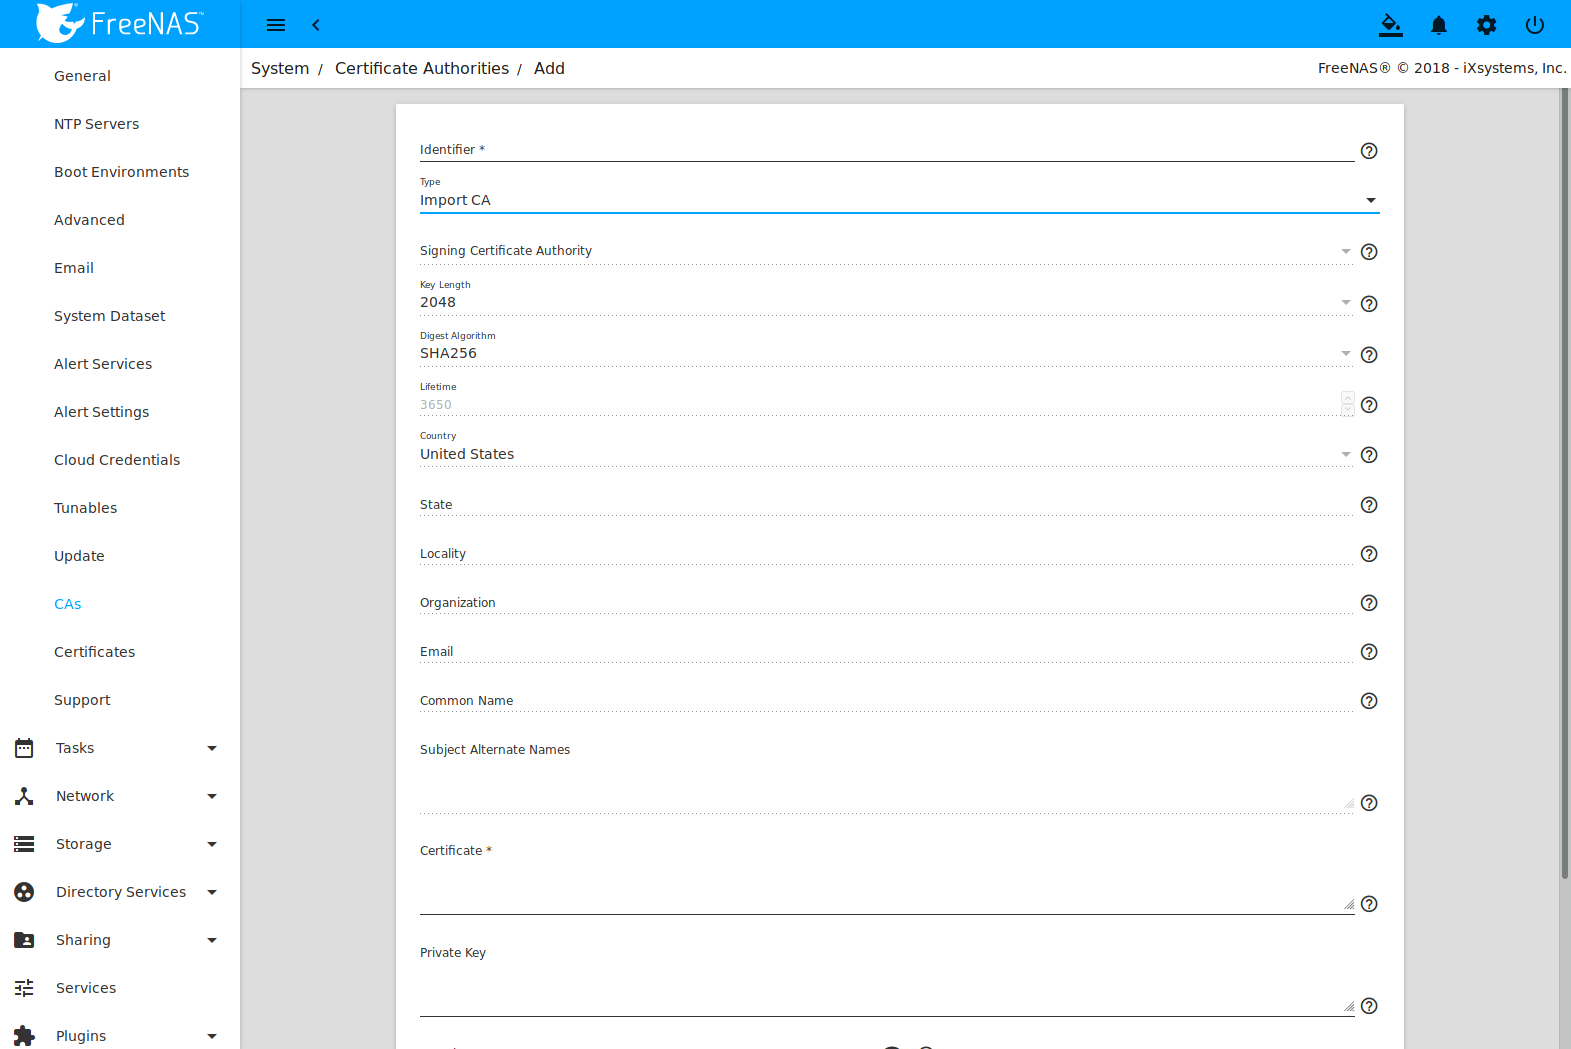 FreeNAS™
System / Certificate Authorities / Add
FreeNAS® © 2018 - iXsystems, Inc.
General
NTP Servers
Boot Environments
Advanced
Email
System Dataset
Alert Services
Alert Settings
Cloud Credentials
Tunables
Update
CAs
Certificates
Support
Tasks
Network
Storage
Directory Services
Sharing
Services
Plugins
Identifier *
Type
Import CA
Signing Certificate Authority
Key Length
2048
Digest Algorithm
SHA256
Lifetime
3650
Country
United States
State
Locality
Organization
Email
Common Name
Subject Alternate Names
Certificate *
Private Key